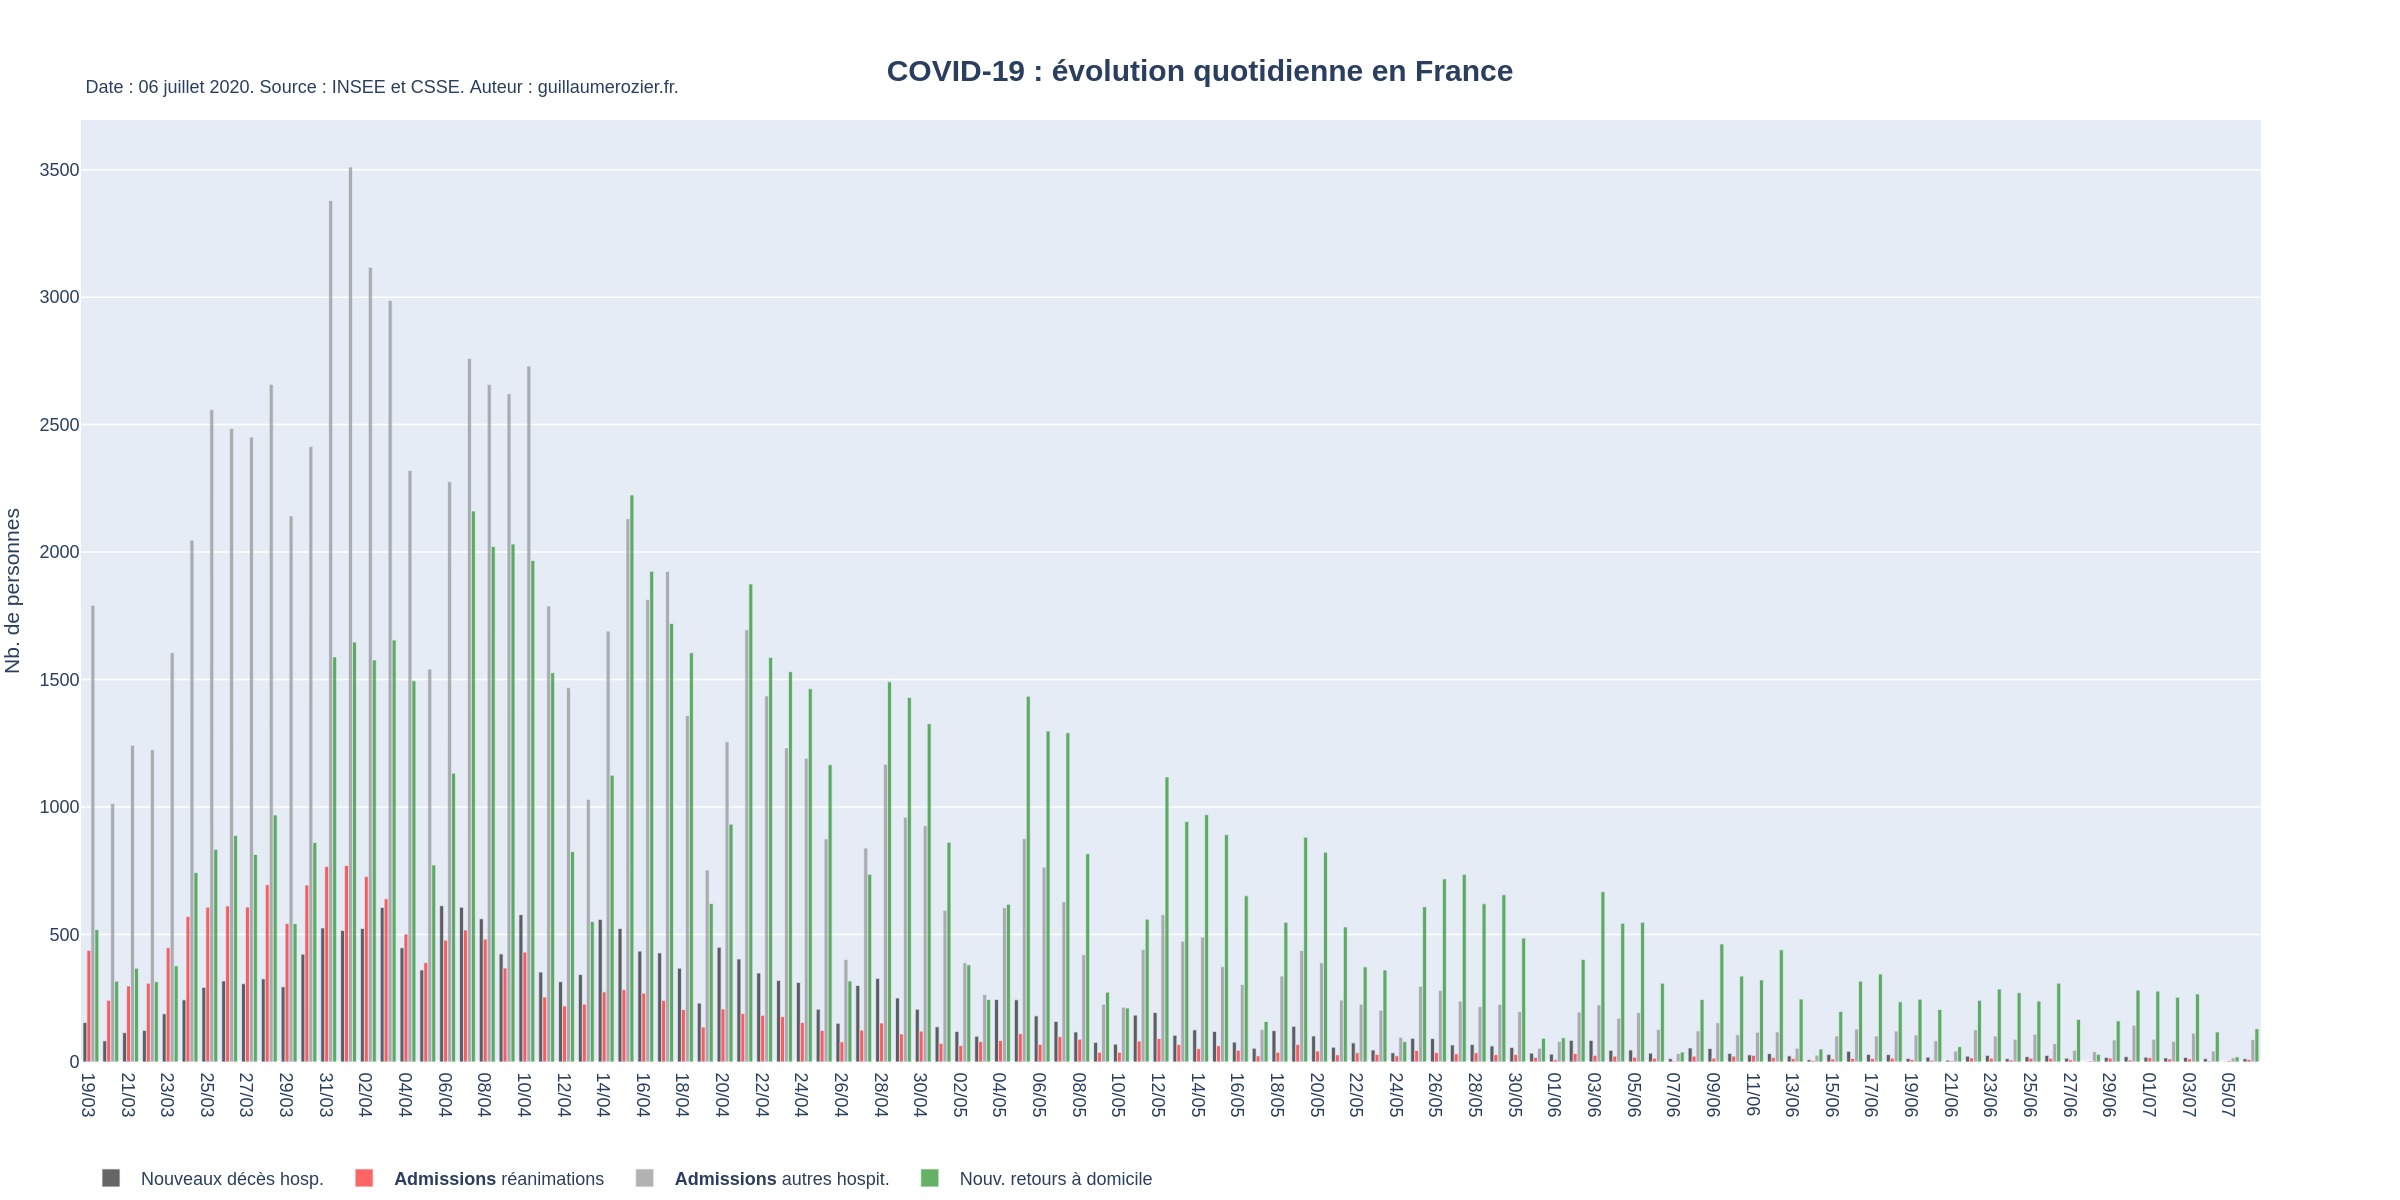 COVID-19 : évolution quotidienne en France
Date : 06 juillet 2020. Source : INSEE et CSSE. Auteur : guillaumerozier.fr.
Nb. de personnes
3500
3000
2500
2000
1500
1000
500
0
19/03 21/03 23/03 25/03 27/03 29/03 31/03 02/04 04/04 06/04 08/04 10/04 12/04 14/04 16/04 18/04 20/04 22/04 24/04 26/04 28/04 30/04 02/05 04/05 06/05 08/05 10/05 12/05 14/05 16/05 18/05 20/05 22/05 24/05 26/05 28/05 30/05 01/06 03/06 05/06 07/06 09/06 11/06 13/06 15/06 17/06 19/06 21/06 23/06 25/06 27/06 29/06 01/07 03/07 05/07
Nouveaux décès hosp. Admissions réanimations Admissions autres hospit. Nouv. retours à domicile